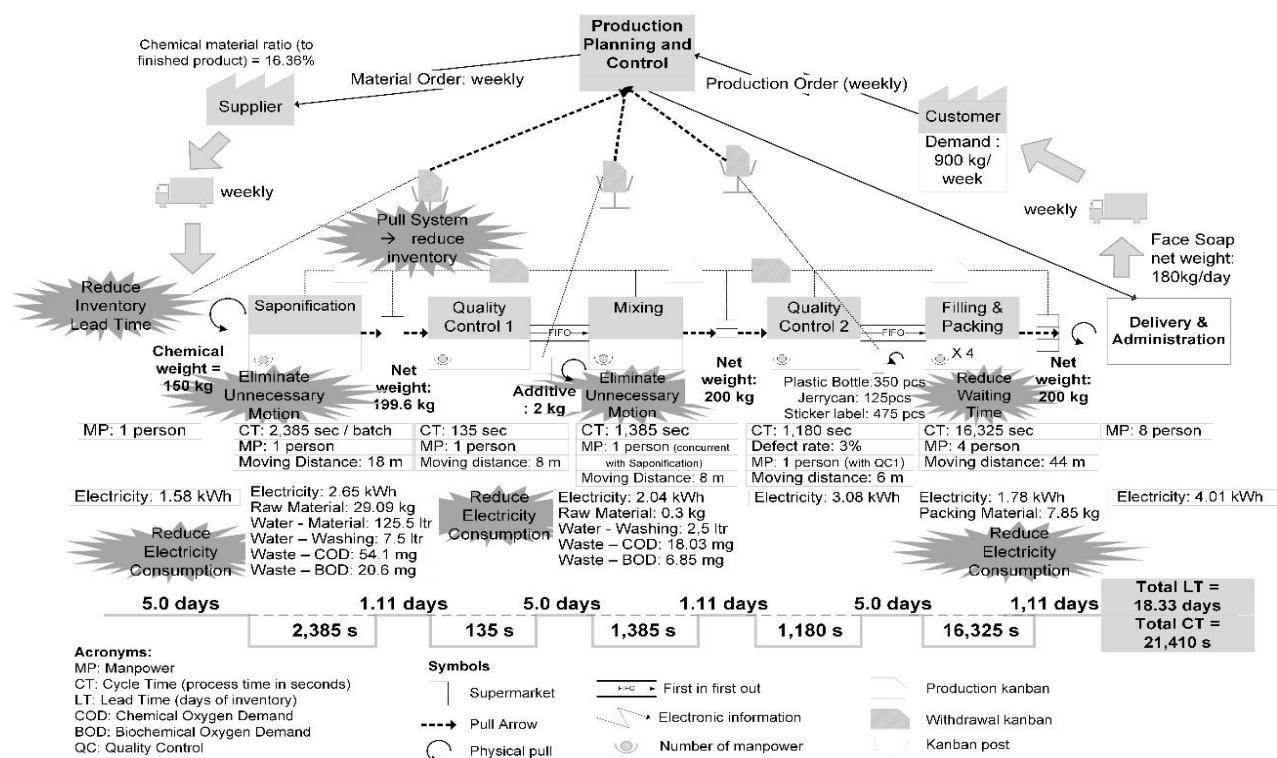 Production
Planning and
Control
Chemical material ratio (to
finished product) = 16.36%
Material Order: weekly
Production Order (weekly)
Supplier
Customer
Demand :
900 kg/
week
weekly
weekly
Pull System
→ reduce
inventory
Face Soap
net weight:
180kg/day
Reduce
Inventory
Lead Time
Saponification
Quality
Control 1
FIFO
Mixing
Quality
Control 2
FIFO
Filling &
Packing
X 4
Delivery &
Administration
Chemical
weight =
150 kg
Eliminate
Unnecessary
Motion
Net
weight:
199.6 kg
Additive
: 2 kg
Eliminate
Unnecessary
Motion
Net
weight:
200 kg
Plastic Bottle:350 pcs
Jerrycan: 125pcs
Sticker label: 475 pcs
Reduce
Waiting
Time
Net
weight:
200 kg
MP: 1 person
CT: 2,385 sec / batch
MP: 1 person
Moving Distance: 18 m
CT: 135 sec
MP: 1 person
Moving distance: 8 m
CT: 1,385 sec
MP: 1 person (concurrent
with Saponification)
Moving Distance: 8 m
CT: 1,180 sec
Defect rate: 3%
MP: 1 person (with QC1)
Moving distance: 6 m
CT: 16,325 sec
MP: 4 person
Moving distance: 44 m
MP: 8 person
Electricity: 1.58 kWh
Electricity: 2.65 kWh
Raw Material: 29.09 kg
Water - Material: 125.5 ltr
Water – Washing: 7.5 ltr
Waste – COD: 54.1 mg
Waste – BOD: 20.6 mg
Reduce
Electricity
Consumption
Electricity: 2.04 kWh
Raw Material: 0.3 kg
Water - Washing: 2,5 ltr
Waste – COD: 18.03 mg
Waste – BOD: 6.85 mg
Electricity: 3.08 kWh
Electricity: 1.78 kWh
Packing Material: 7.85 kg
Electricity: 4.01 kWh
Reduce
Electricity
Consumption
Reduce
Electricity
Consumption
5.0 days
1.11 days
5.0 days
1.11 days
5.0 days
1,11 days
2,385 s
135 s
1,385 s
1,180 s
16,325 s
Total LT =
18.33 days
Total CT =
21,410 s
Acronyms:
MP: Manpower
CT: Cycle Time (process time in seconds)
LT: Lead Time (days of inventory)
COD: Chemical Oxygen Demand
BOD: Biochemical Oxygen Demand
QC: Quality Control
Symbols
Supermarket
Pull Arrow
Physical pull
FIFO
First in first out
Electronic information
Number of manpower
Production kanban
Withdrawal kanban
Kanban post